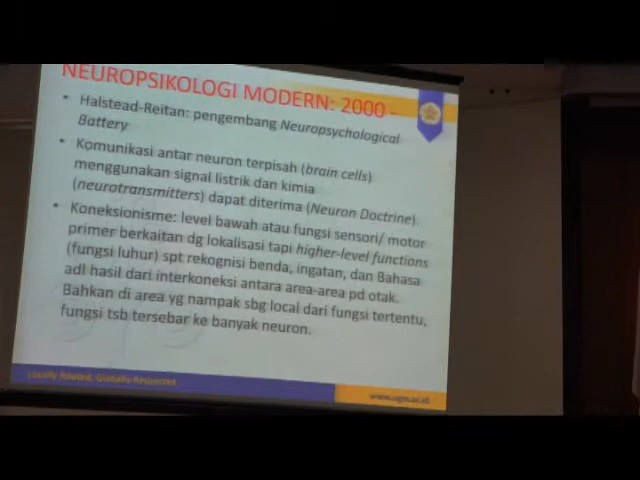 NEUROPSIKOLOGI MODERN: 2000 -
• Halstead-Reitan: pengembang Neuropsychological
Battery
• Komunikasi antar neuron terpisah (brain cells)
menggunakan signal listrik dan kimia
(neurotransmitters) dapat diterima (Neuron Doctrine).
• Koneksionisme: level bawah atau fungsi sensori/ motor
primer berkaitan dg lokalisasi tapi higher-level functions
(fungsi luhur) spt rekognisi benda, ingatan, dan Bahasa
adl hasil dari interkoneksi antara area-area pd otak.
Bahkan di area yg nampak sbg local dari fungsi tertentu,
fungsi tsb tersebar ke banyak neuron.
Locally Rooted, Globally Respected
www.ugm.ac.id